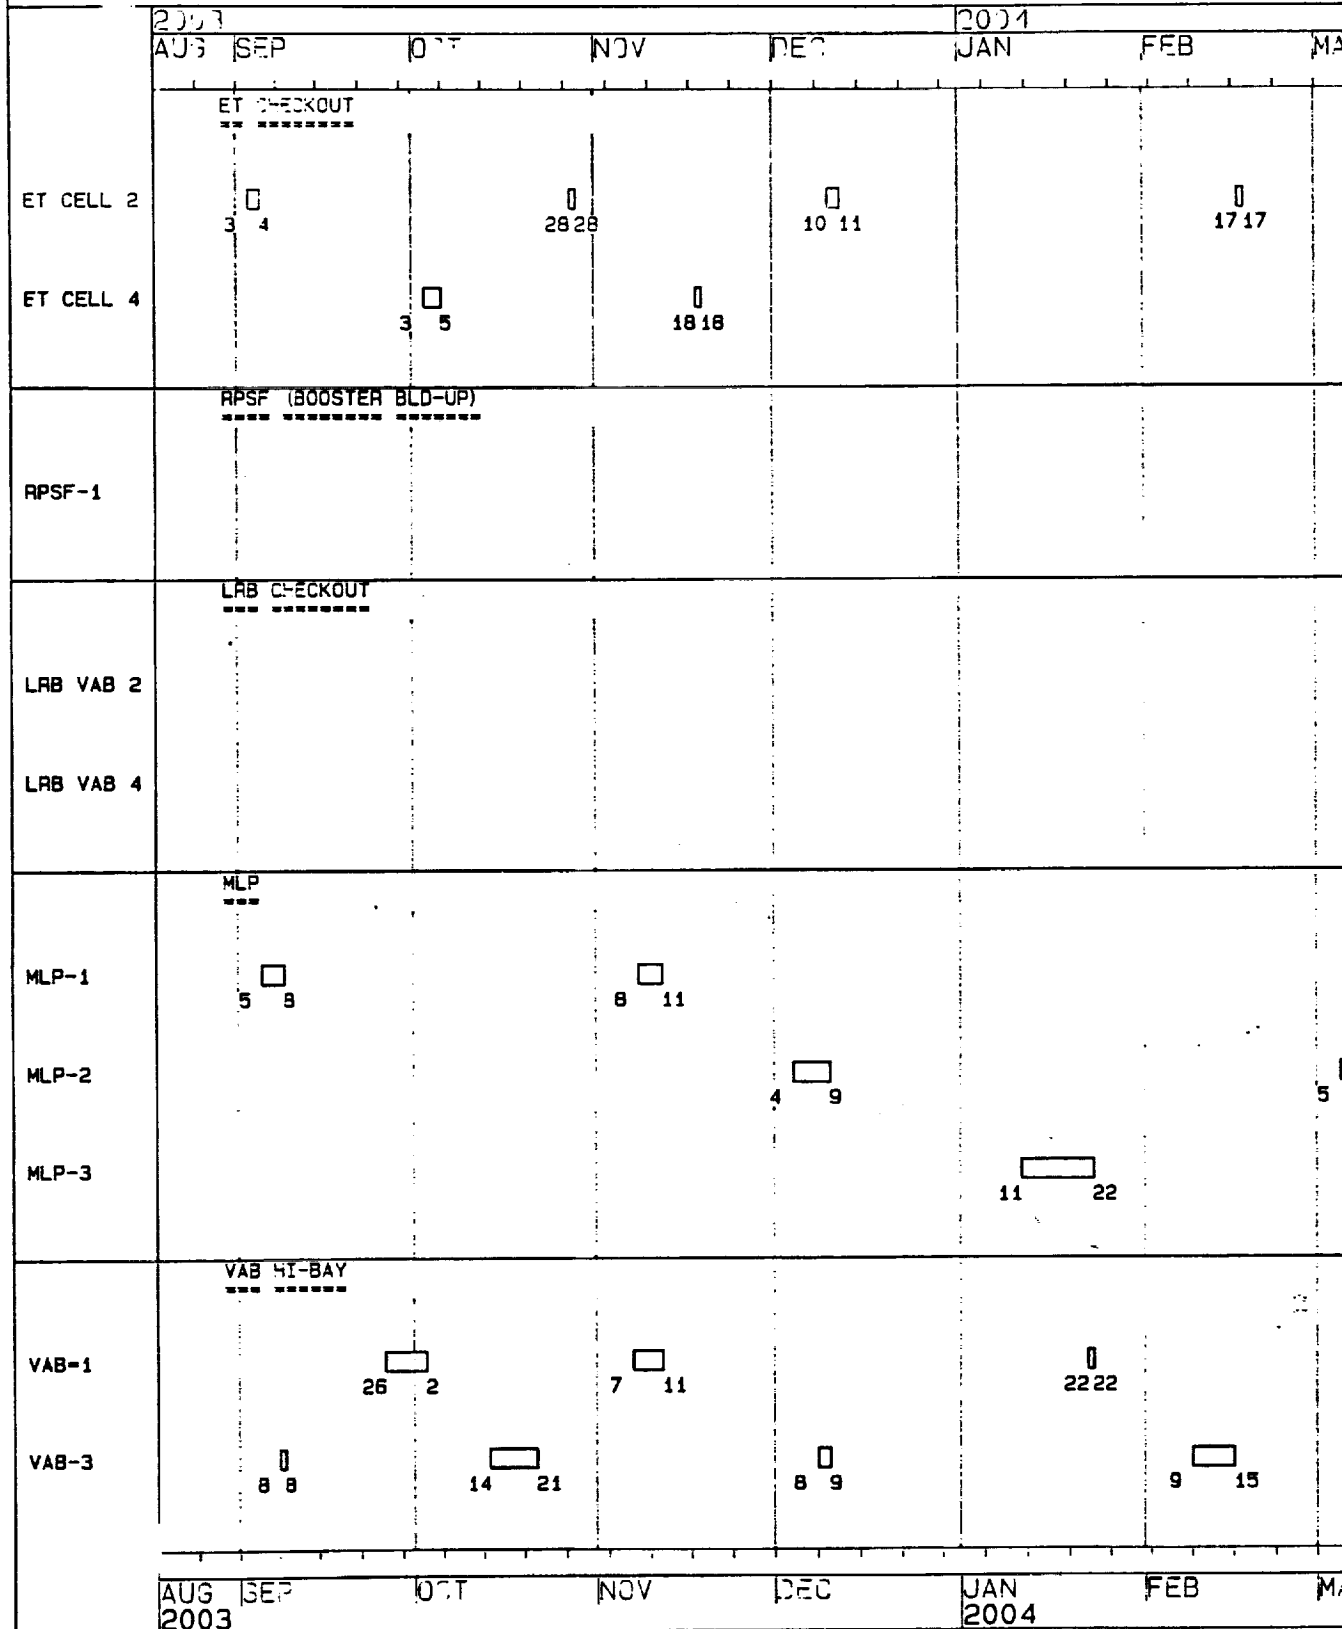 2003 2004
AUG SEP OCT NOV DEC JAN FEB MA
ET CHECKOUT
ET CELL 2
3 4 28 28 10 11 17 17
ET CELL 4
3 5 18 18
RPSF (BOOSTER BLD-UP)
RPSF-1
LRB CHECKOUT
LRB VAB 2
LRB VAB 4
MLP
MLP-1
5 8 8 11
MLP-2
4 9 5
MLP-3
11 22
VAB HI-BAY
VAB-1
26 2 7 11 22 22
VAB-3
8 8 14 21 8 9 9 15
AUG SEP OCT NOV DEC JAN FEB MA
2003 2004